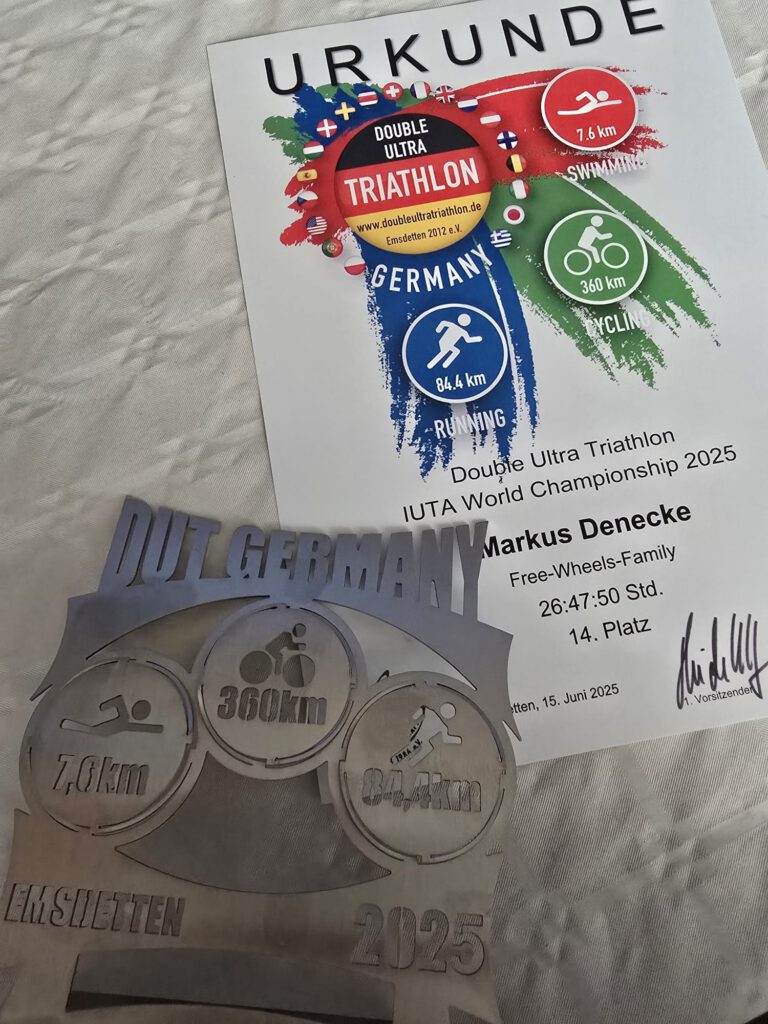 URKUNDE
DOUBLE
ULTRA
TRIATHLON
www.doubleultratriathlon.de
Emsdetten 2012 e.V.
GERMANY
7.6 km
SWIMMING
360 km
CYCLING
84.4 km
RUNNING
Double Ultra Triathlon
IUTA World Championship 2025
Markus Denecke
Free-Wheels-Family
26:47:50 Std.
14. Platz
etten, 15. Juni 2025
1. Vorsitzender
DUT GERMANY
360km
7,6km
84,4km
EMSDETTEN
2025